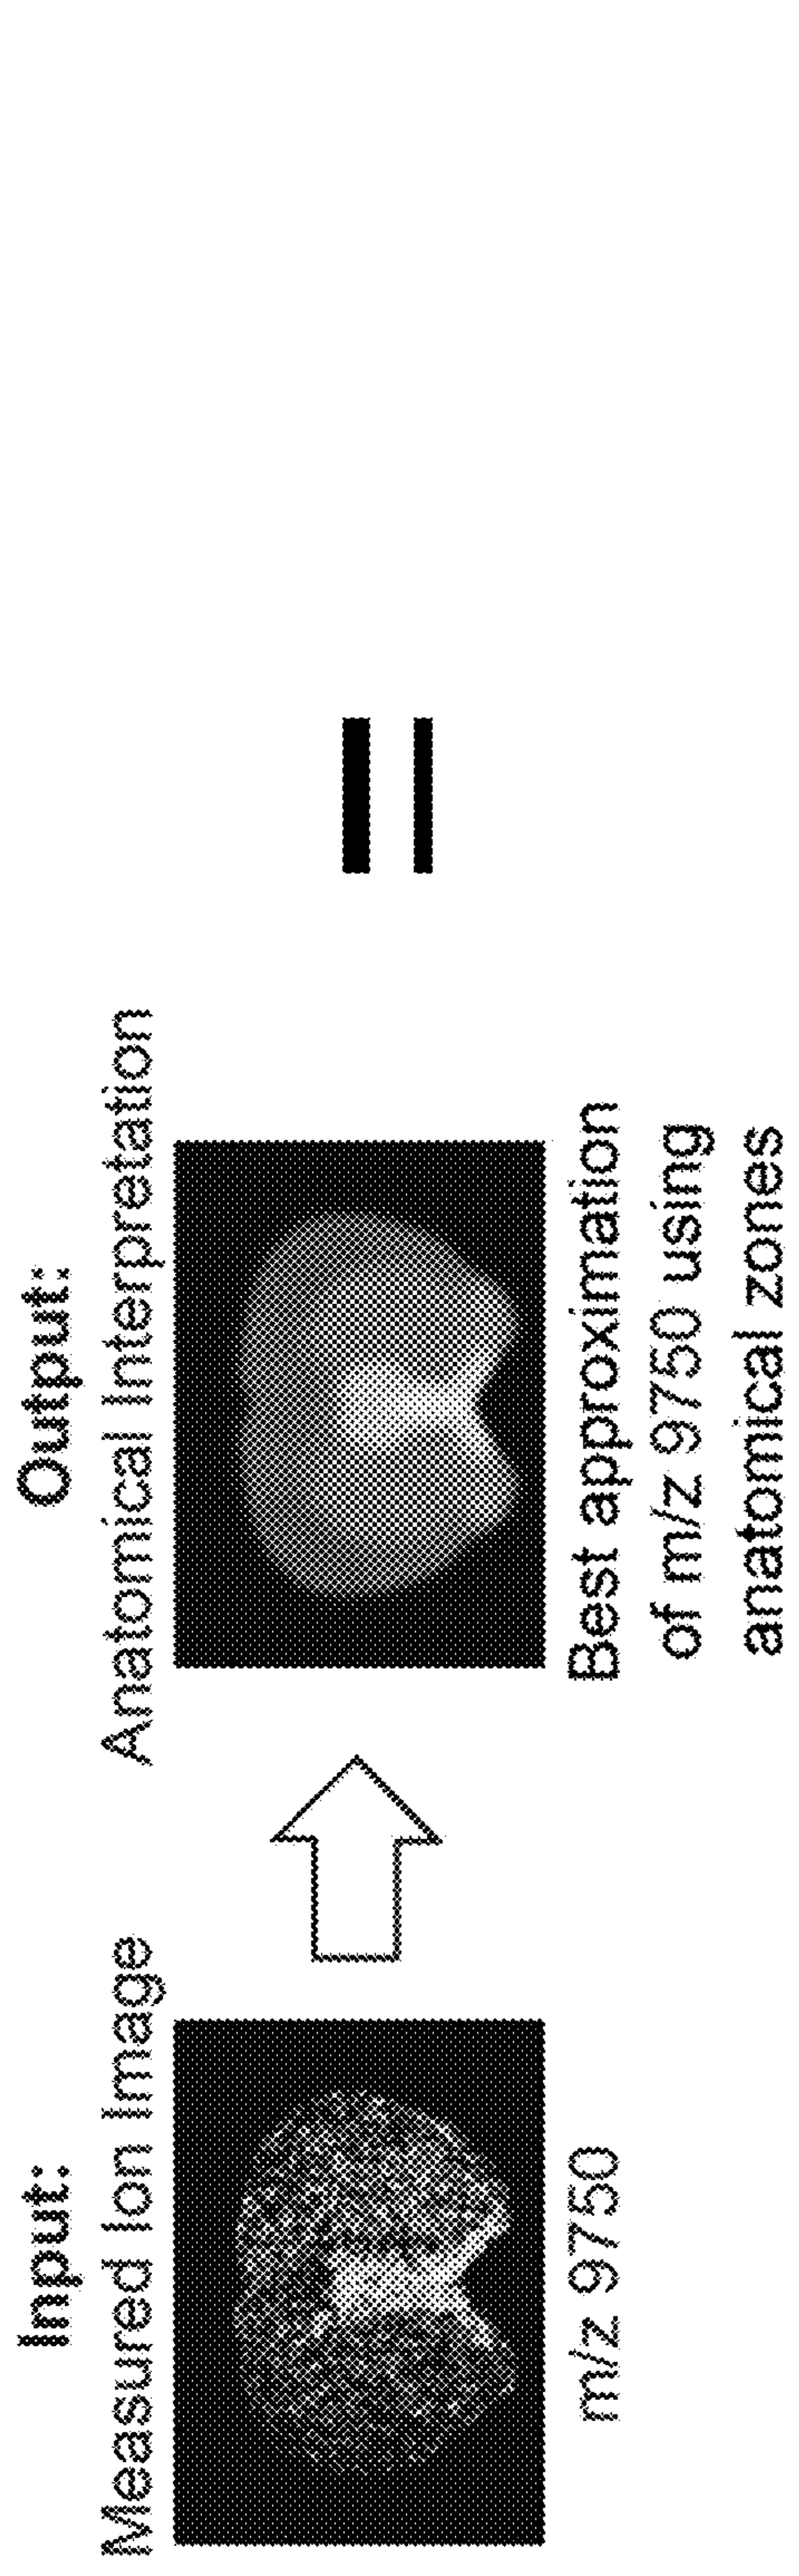 Input:
Measured Ion Image
m/z 9750
Output:
Anatomical Interpretation
Best approximation
of m/z 9750 using
anatomical zones